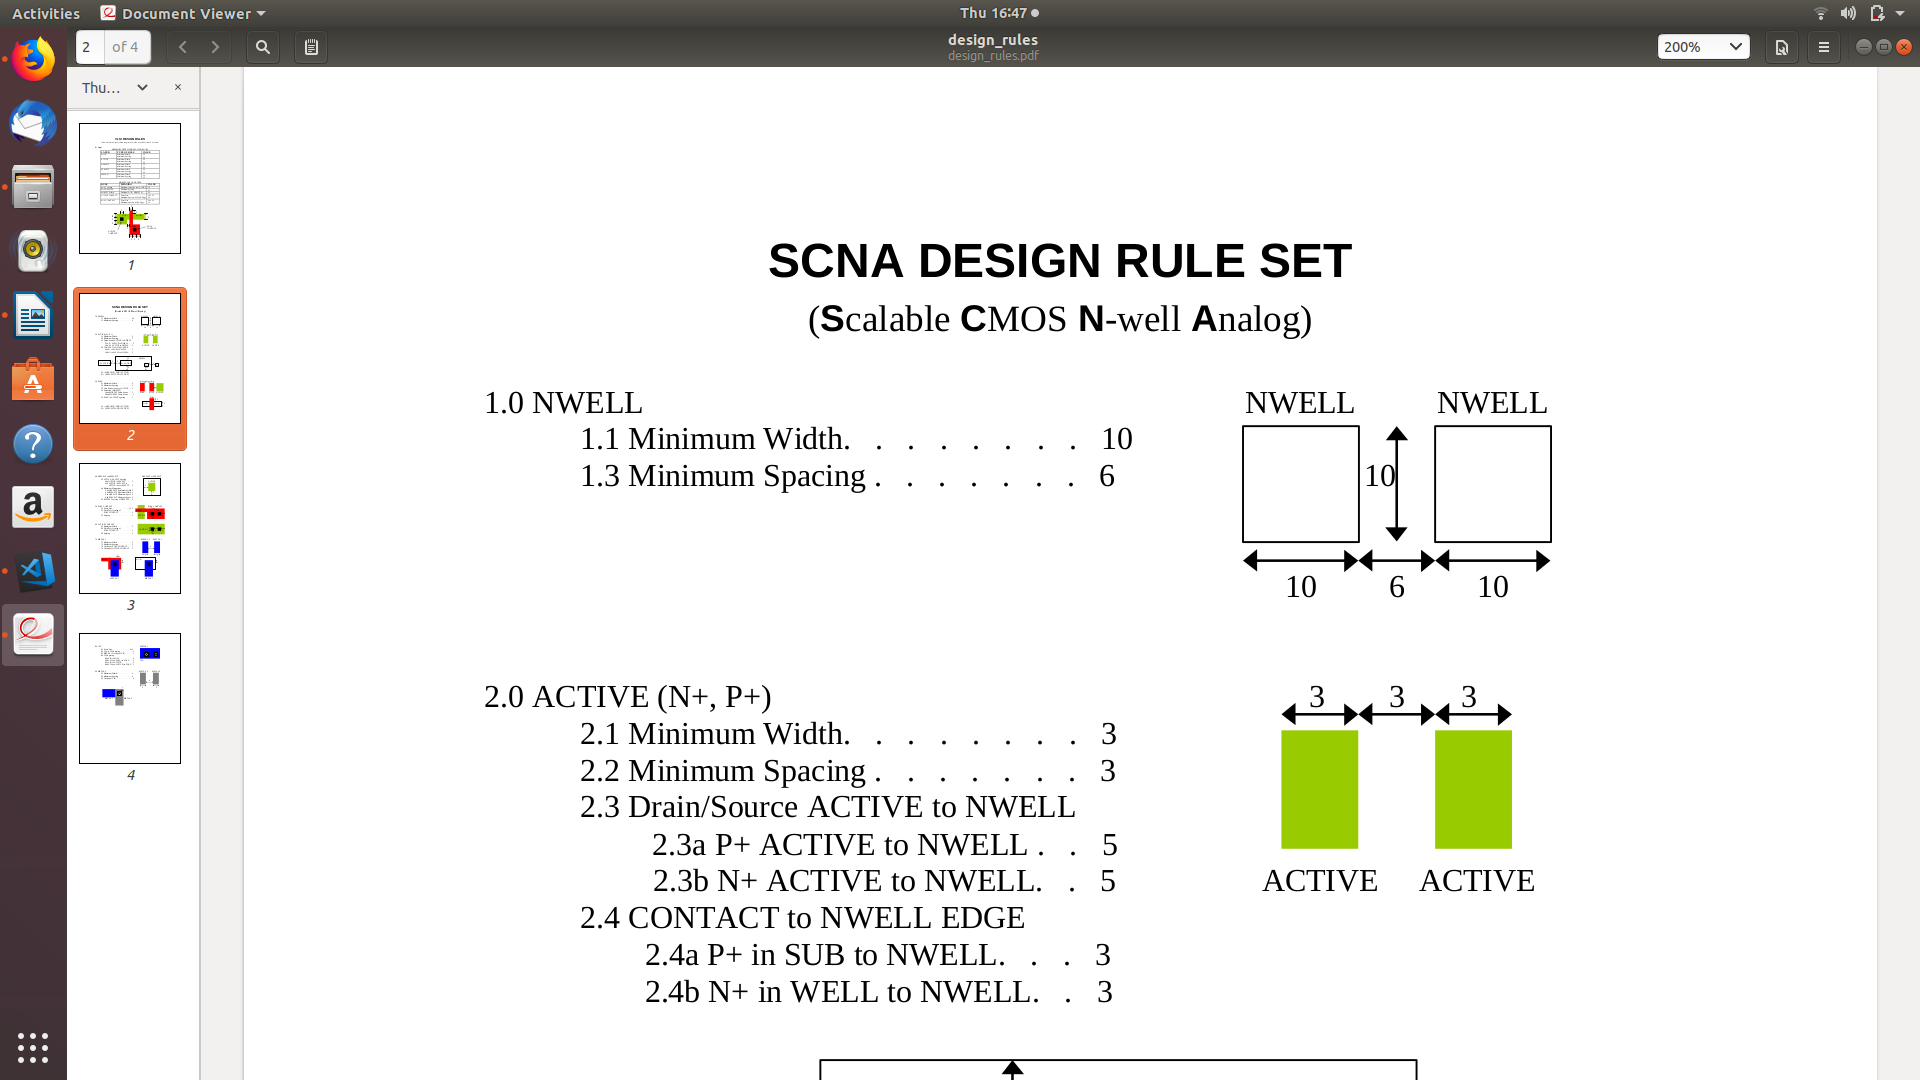 Activities Document Viewer Thu 16:47
2 of 4 design_rules 200%
design_rules.pdf
Thu...
1
2
3
4
SCNA DESIGN RULE SET
(Scalable CMOS N-well Analog)
1.0 NWELL NWELL NWELL
1.1 Minimum Width. . . . . . . . 10
1.3 Minimum Spacing . . . . . . . 6 10
10 6 10
2.0 ACTIVE (N+, P+) 3 3 3
2.1 Minimum Width. . . . . . . . 3
2.2 Minimum Spacing . . . . . . . 3
2.3 Drain/Source ACTIVE to NWELL
2.3a P+ ACTIVE to NWELL . . 5
2.3b N+ ACTIVE to NWELL. . 5 ACTIVE ACTIVE
2.4 CONTACT to NWELL EDGE
2.4a P+ in SUB to NWELL. . . 3
2.4b N+ in WELL to NWELL. . 3